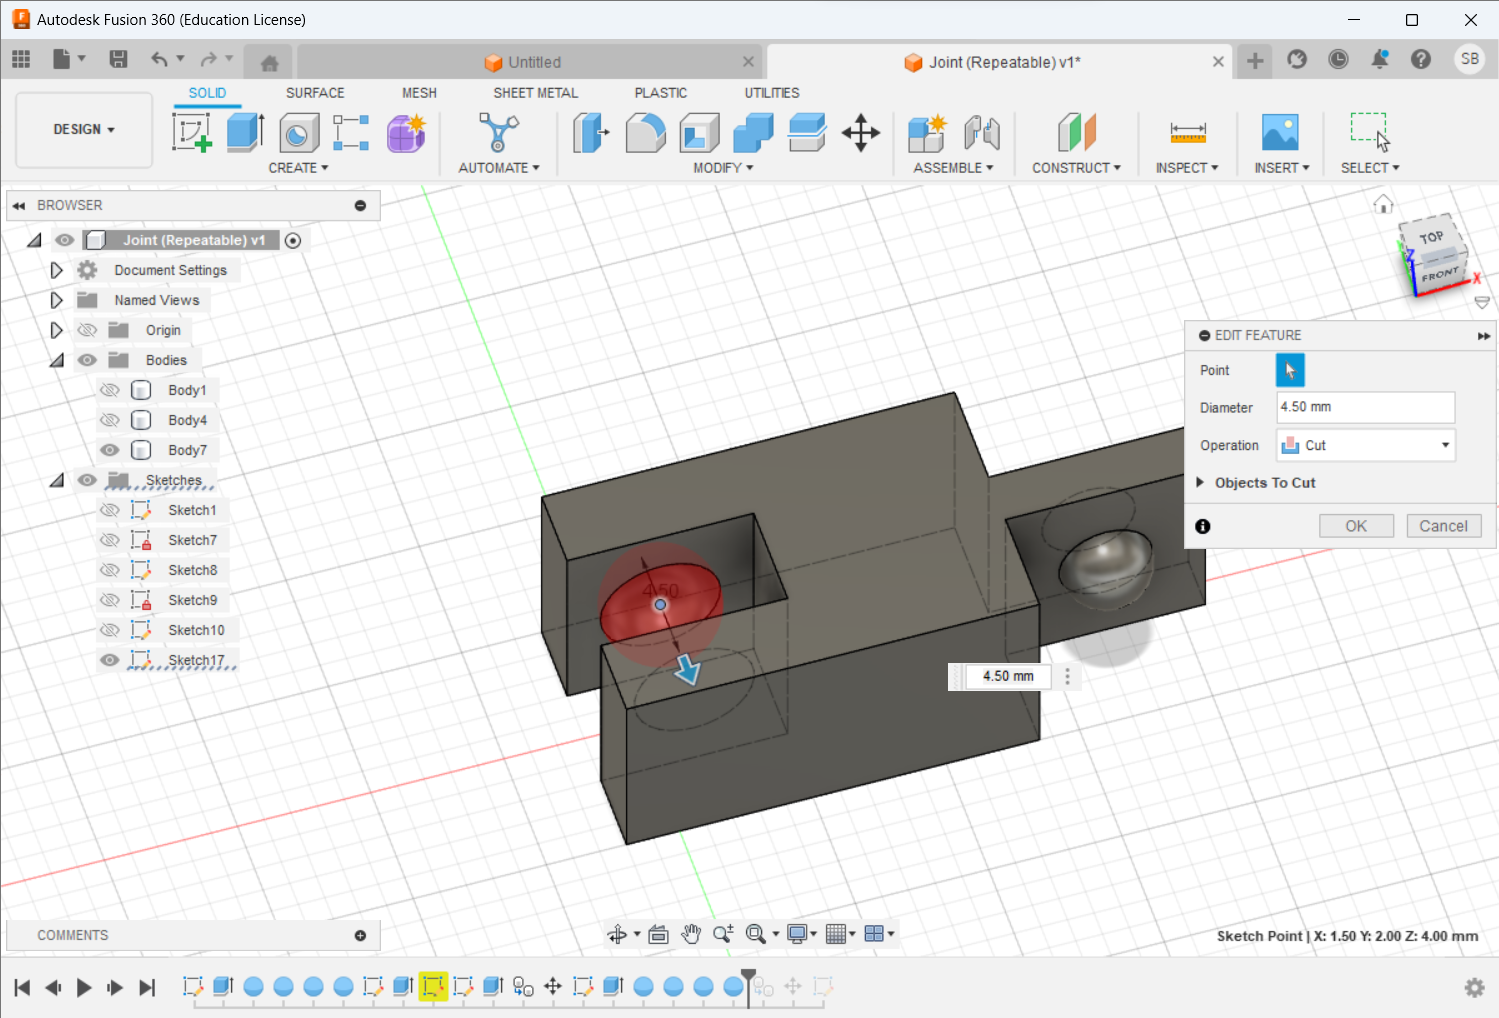 Autodesk Fusion 360 (Education License)
Untitled
Joint (Repeatable) v1*
SB
DESIGN
SOLID
SURFACE
MESH
SHEET METAL
PLASTIC
UTILITIES
CREATE
AUTOMATE
MODIFY
ASSEMBLE
CONSTRUCT
INSPECT
INSERT
SELECT
BROWSER
Joint (Repeatable) v1
Document Settings
Named Views
Origin
Bodies
Body1
Body4
Body7
Sketches
Sketch1
Sketch7
Sketch8
Sketch9
Sketch10
Sketch17
TOP
FRONT
Z
X
EDIT FEATURE
Point
Diameter
4.50 mm
Operation
Cut
Objects To Cut
OK
Cancel
4.50
4.50 mm
COMMENTS
Sketch Point | X: 1.50 Y: 2.00 Z: 4.00 mm